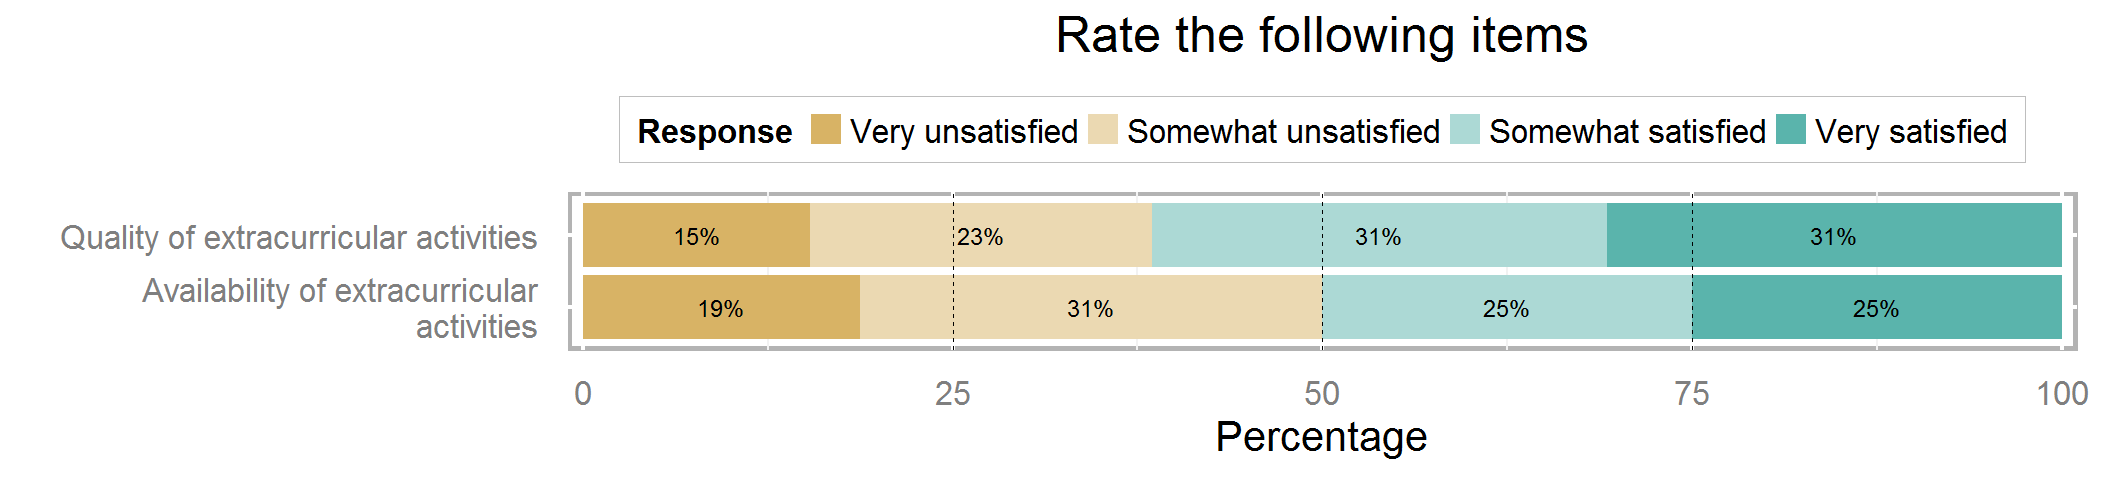 Rate the following items
Response Very unsatisfied Somewhat unsatisfied Somewhat satisfied Very satisfied
Quality of extracurricular activities 15% 23% 31% 31%
Availability of extracurricular
activities
19% 31% 25% 25%
0 25 50 75 100
Percentage